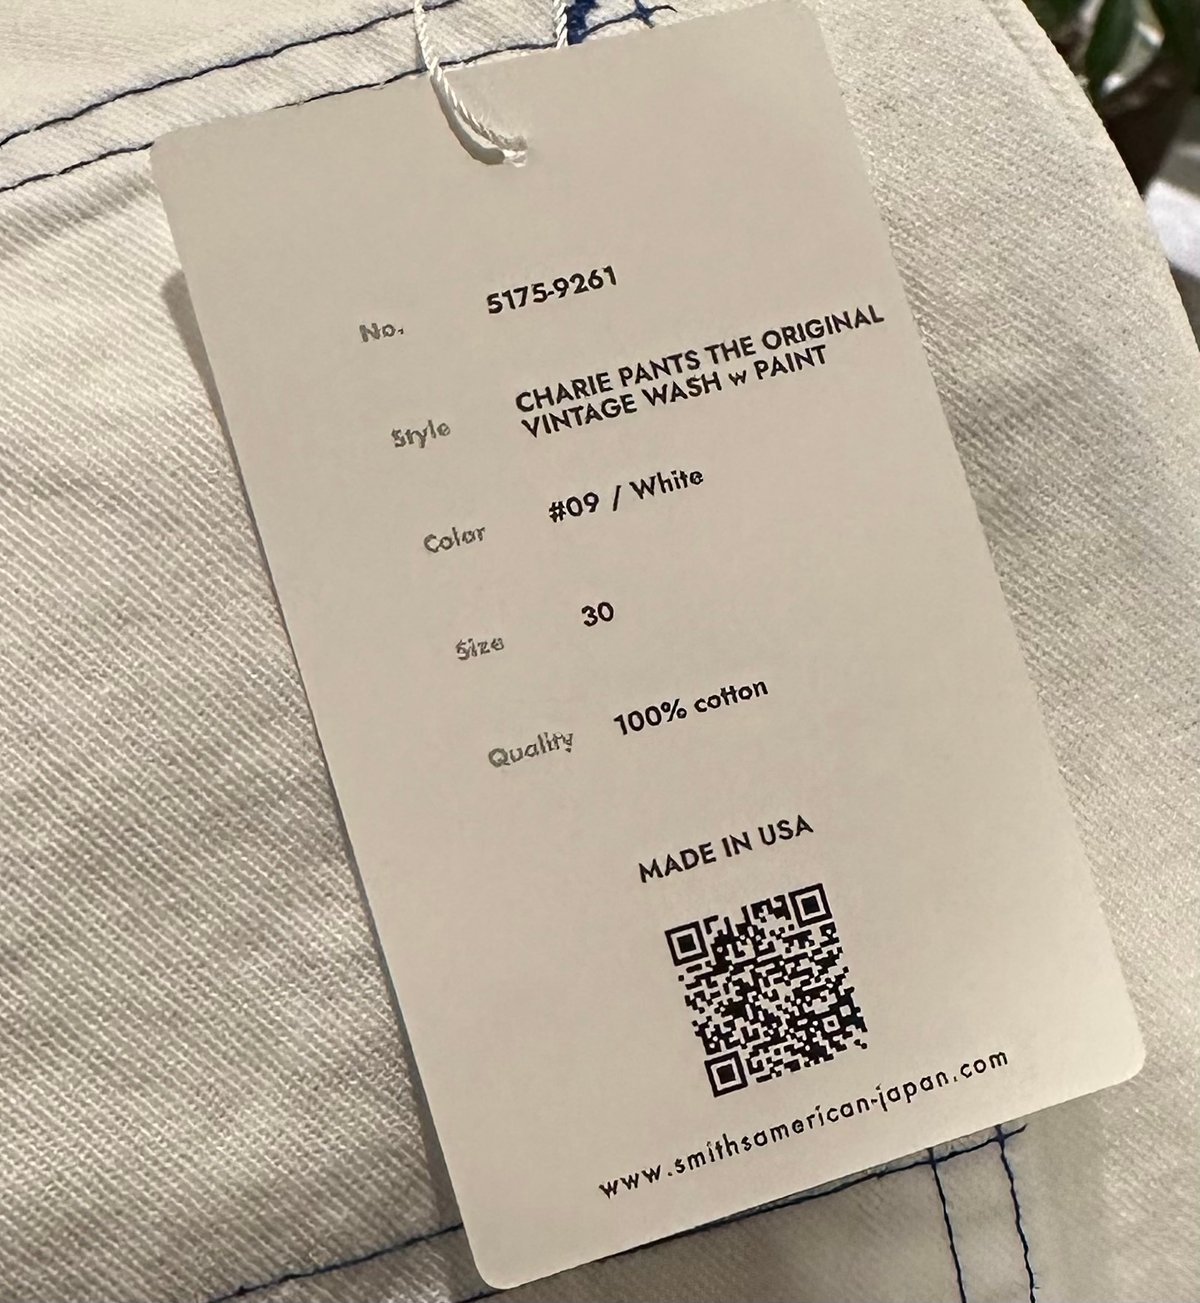 No. 5175-9261
Style CHARIE PANTS THE ORIGINAL
VINTAGE WASH w PAINT
Color #09 / White
Size 30
Quality 100% cotton
MADE IN USA
www.smithsamerican-japan.com